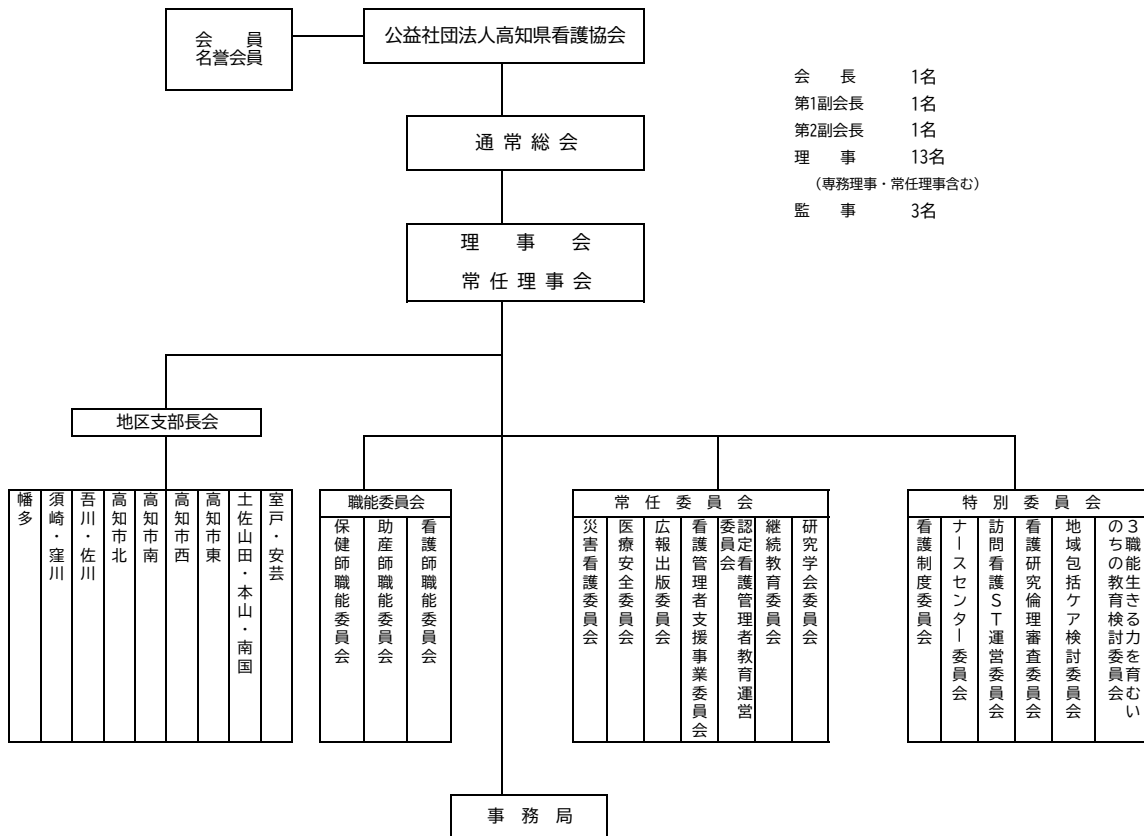 会　員
名誉会員
公益社団法人高知県看護協会
会　長　1名
第1副会長　1名
第2副会長　1名
理　事　13名
（専務理事・常任理事含む）
監　事　3名
通常総会
理　事　会
常任理事会
地区支部長会
幡多
須崎・窪川
吾川・佐川
高知市北
高知市南
高知市西
高知市東
土佐山田・本山・南国
室戸・安芸
職能委員会
保健師職能委員会
助産師職能委員会
看護師職能委員会
常任委員会
災害看護委員会
医療安全委員会
広報出版委員会
看護管理者支援事業委員会
認定看護管理者教育運営
委員会
継続教育委員会
研究学会委員会
特別委員会
看護制度委員会
ナースセンター委員会
訪問看護ST運営委員会
看護研究倫理審査委員会
地域包括ケア検討委員会
3職能生きる力を育むい
のちの教育検討委員会
事務局